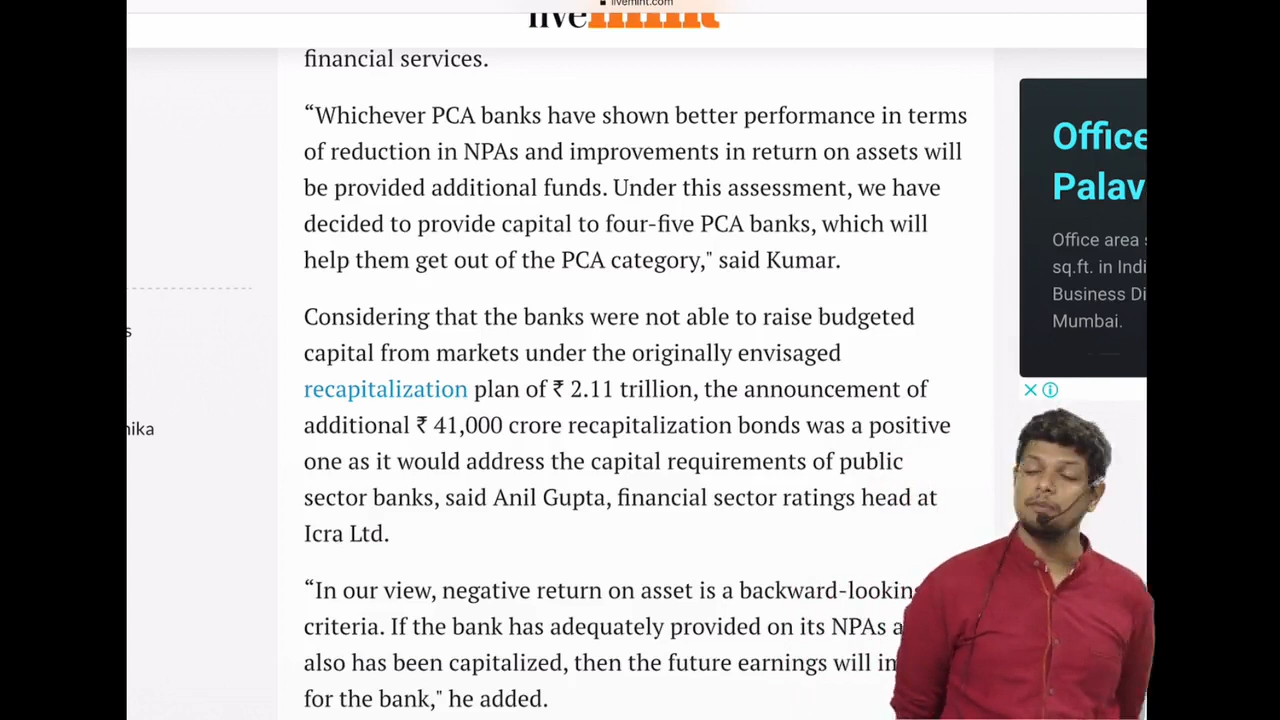 livemint.com
livemint
financial services.
“Whichever PCA banks have shown better performance in terms
of reduction in NPAs and improvements in return on assets will
be provided additional funds. Under this assessment, we have
decided to provide capital to four-five PCA banks, which will
help them get out of the PCA category," said Kumar.
Considering that the banks were not able to raise budgeted
capital from markets under the originally envisaged
recapitalization plan of ₹ 2.11 trillion, the announcement of
additional ₹ 41,000 crore recapitalization bonds was a positive
one as it would address the capital requirements of public
sector banks, said Anil Gupta, financial sector ratings head at
Icra Ltd.
“In our view, negative return on asset is a backward-looking
criteria. If the bank has adequately provided on its NPAs a
also has been capitalized, then the future earnings will
for the bank," he added.
s
nika
Office
Palav
Office area
sq.ft. in Indi
Business Di
Mumbai.